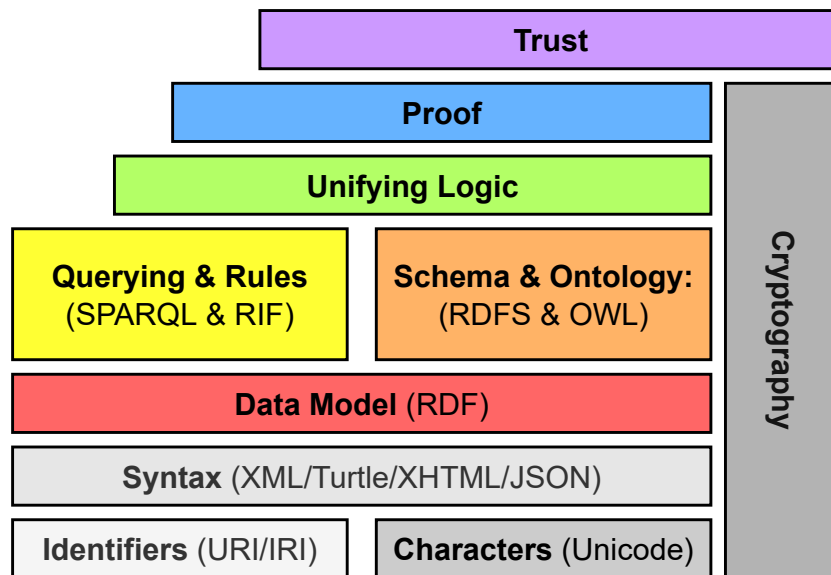 Trust
Proof
Unifying Logic
Querying & Rules
(SPARQL & RIF)
Schema & Ontology:
(RDFS & OWL)
Cryptography
Data Model (RDF)
Syntax (XML/Turtle/XHTML/JSON)
Identifiers (URI/IRI)
Characters (Unicode)